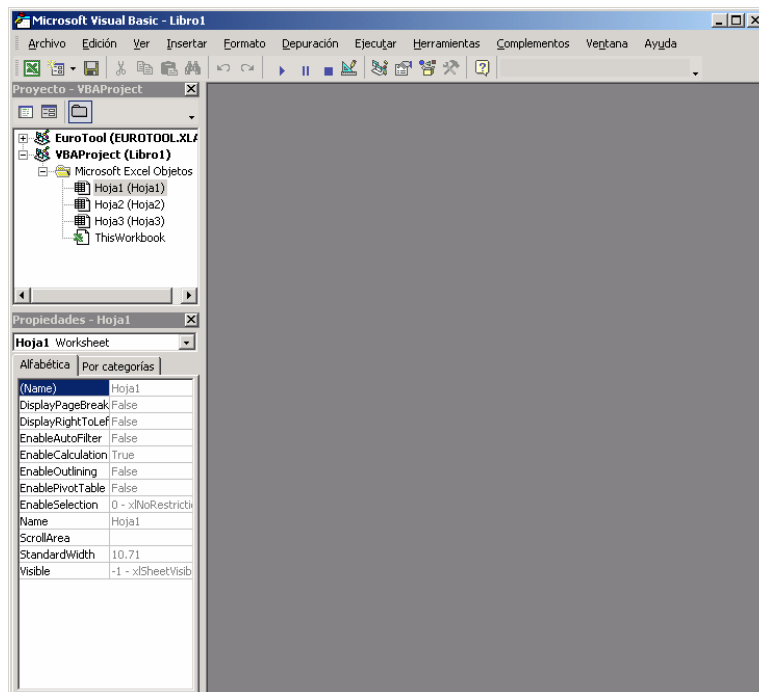 Microsoft Visual Basic - Libro1
Archivo Edición Ver Insertar Formato Depuración Ejecutar Herramientas Complementos Ventana Ayuda
Proyecto - VBAProject
EuroTool (EUROTOOL.XLA
VBAProject (Libro1)
Microsoft Excel Objetos
Hoja1 (Hoja1)
Hoja2 (Hoja2)
Hoja3 (Hoja3)
ThisWorkbook
Propiedades - Hoja1
Hoja1 Worksheet
Alfabética Por categorías
(Name) Hoja1
DisplayPageBreak False
DisplayRightToLef False
EnableAutoFilter False
EnableCalculation True
EnableOutlining False
EnablePivotTable False
EnableSelection 0 - xlNoRestrictio
Name Hoja1
ScrollArea
StandardWidth 10.71
Visible -1 - xlSheetVisib